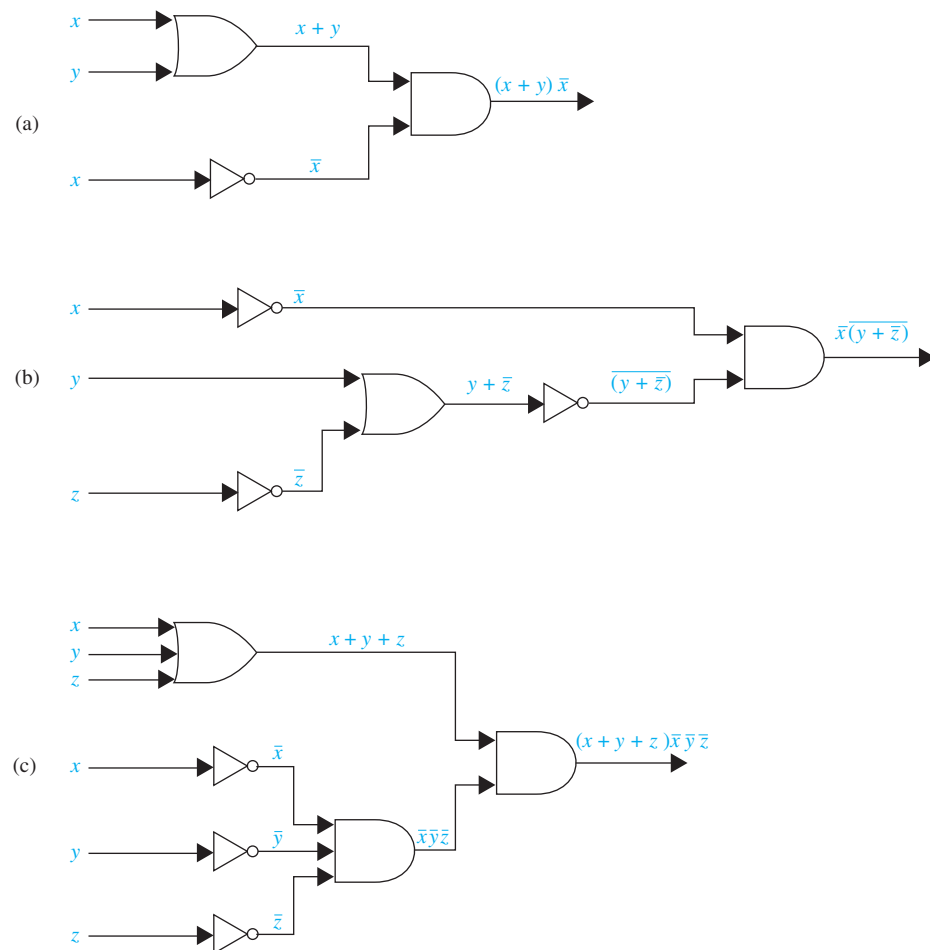 x
x + y
y
(x + y) x̄
(a)
x̄
x
x̄
x
x̄(y + z̄)̅
(b)
y
y + z̄
(y + z̄)̅
z̄
z
x
x + y + z
y
z
(x + y + z)x̄ ȳ z̄
x̄
(c)
x
ȳ
x̄ȳz̄
y
z̄
z